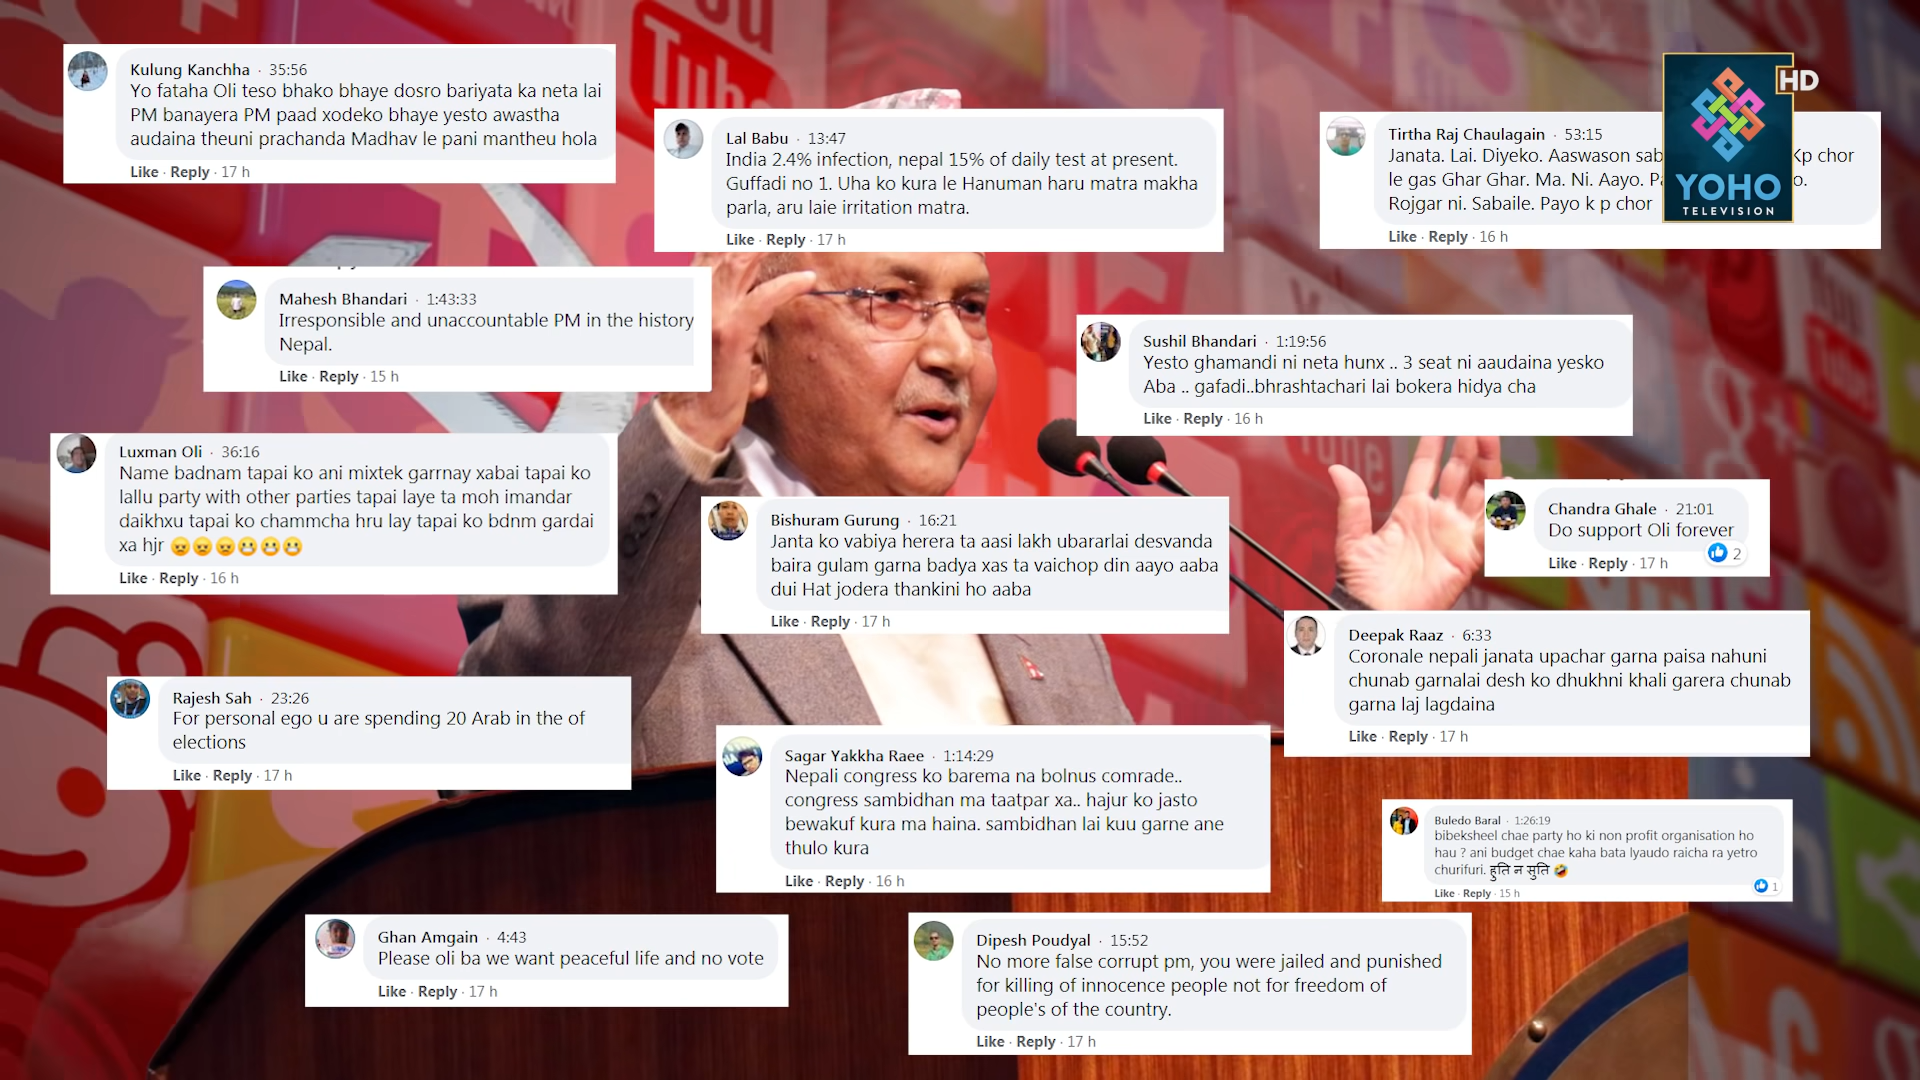 Kulung Kanchha · 35:56
Yo fataha Oli teso bhako bhaye dosro bariyata ka neta lai
PM banayera PM paad xodeko bhaye yesto awastha
audaina theuni prachanda Madhav le pani mantheu hola
Like · Reply · 17 h
Lal Babu · 13:47
India 2.4% infection, nepal 15% of daily test at present.
Guffadi no 1. Uha ko kura le Hanuman haru matra makha
parla, aru laie irritation matra.
Like · Reply · 17 h
Tirtha Raj Chaulagain · 53:15
Janata. Lai. Diyeko. Aaswason Kp chor
le gas Ghar Ghar. Ma. Ni. Aayo.
Rojgar ni. Sabaile. Payo k p chor
Like · Reply · 16 h
HD
YOHO
TELEVISION
Mahesh Bhandari · 1:43:33
Irresponsible and unaccountable PM in the history
Nepal.
Like · Reply · 15 h
Sushil Bhandari · 1:19:56
Yesto ghamandi ni neta hunx .. 3 seat ni aaudaina yesko
Aba .. gafadi..bhrashtachari lai bokera hidya cha
Like · Reply · 16 h
Luxman Oli · 36:16
Name badnam tapai ko ani mixtek garrnay xabai tapai ko
lallu party with other parties tapai laye ta moh imandar
daikhxu tapai ko chammcha hru lay tapai ko bdnm gardai
xa hjr 😠😠😠😬😬😬
Like · Reply · 16 h
Bishuram Gurung · 16:21
Janta ko vabiya herera ta aasi lakh ubararlai desvanda
baira gulam garna badya xas ta vaichop din aayo aaba
dui Hat jodera thankini ho aaba
Like · Reply · 17 h
Chandra Ghale · 21:01
Do support Oli forever
2
Like · Reply · 17 h
Deepak Raaz · 6:33
Coronale nepali janata upachar garna paisa nahuni
chunab garnalai desh ko dhukhni khali garera chunab
garna laj lagdaina
Like · Reply · 17 h
Rajesh Sah · 23:26
For personal ego u are spending 20 Arab in the of
elections
Like · Reply · 17 h
Sagar Yakkha Raee · 1:14:29
Nepali congress ko barema na bolnus comrade..
congress sambidhan ma taatpar xa.. hajur ko jasto
bewakuf kura ma haina. sambidhan lai kuu garne ane
thulo kura
Like · Reply · 16 h
Buledo Baral · 1:26:19
bibeksheel chae party ho ki non profit organisation ho
hau ? ani budget chae kaha bata lyaudo raicha ra yetro
churifuri. हुति न सुति 🤣
1
Like · Reply · 15 h
Ghan Amgain · 4:43
Please oli ba we want peaceful life and no vote
Like · Reply · 17 h
Dipesh Poudyal · 15:52
No more false corrupt pm, you were jailed and punished
for killing of innocence people not for freedom of
people's of the country.
Like · Reply · 17 h